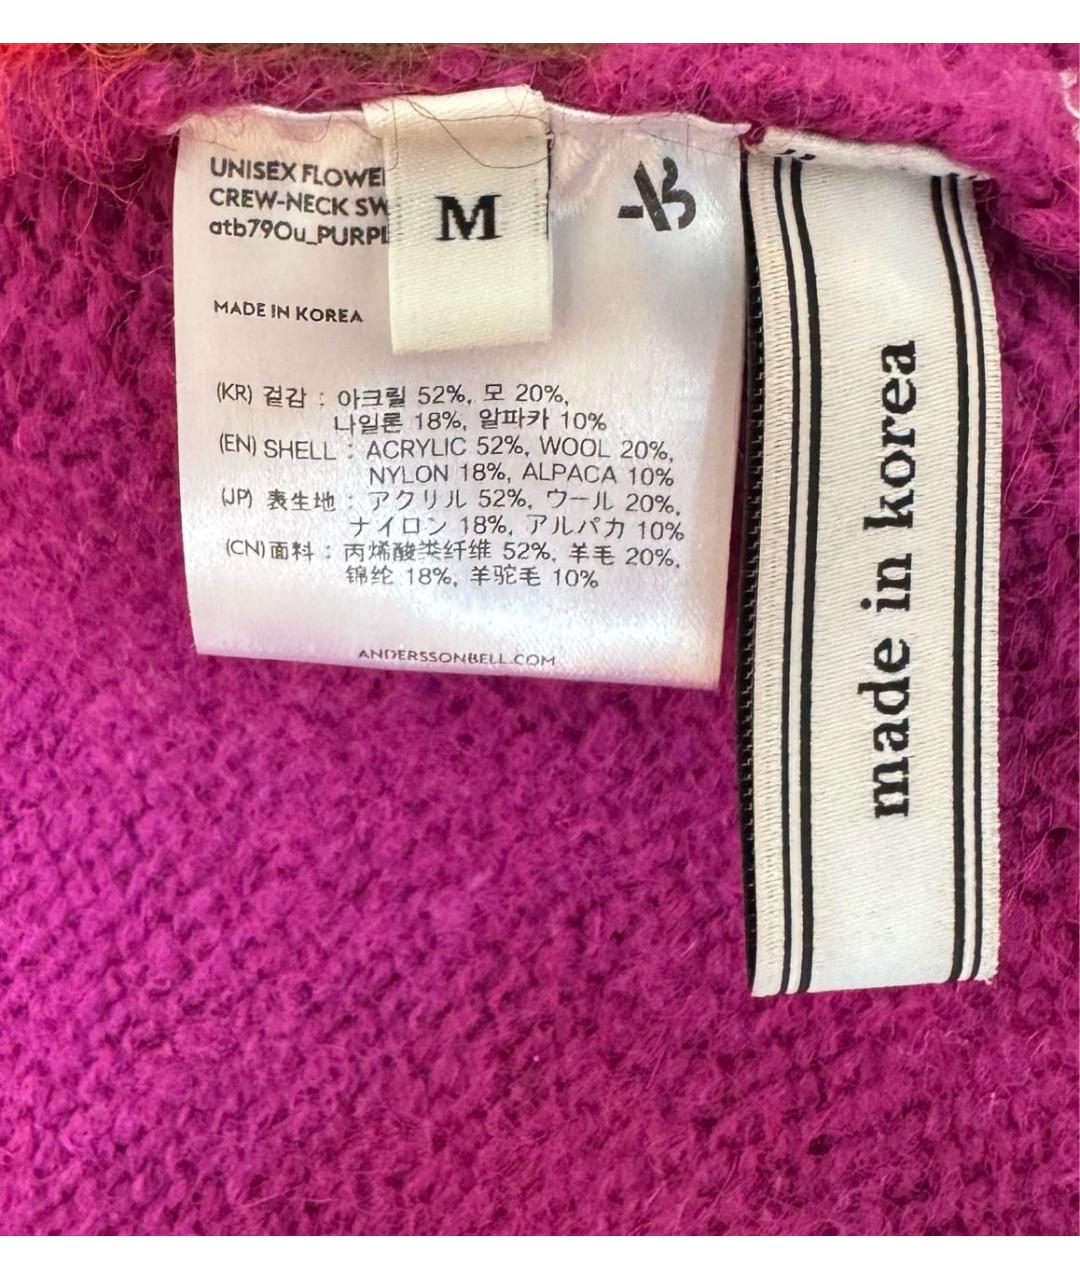 UNISEX FLOWE
CREW-NECK SW
atb790u_PURPL
M
MADE IN KOREA
(KR) 겉감 : 아크릴 52%, 모 20%,
나일론 18%, 알파카 10%
(EN) SHELL : ACRYLIC 52%, WOOL 20%,
NYLON 18%, ALPACA 10%
(JP) 表生地 : アクリル 52%, ウール 20%,
ナイロン 18%, アルパカ 10%
(CN) 面料 : 丙烯酸类纤维 52%, 羊毛 20%,
锦纶 18%, 羊驼毛 10%
ANDERSSONBELL.COM
made in korea